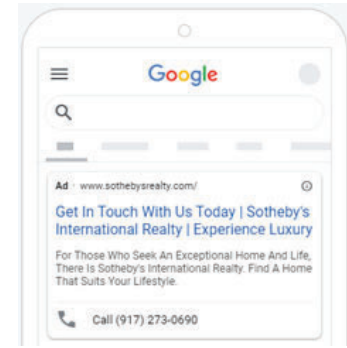 Google
Ad · www.sothebysrealty.com/
Get In Touch With Us Today | Sotheby's
International Realty | Experience Luxury
For Those Who Seek An Exceptional Home And Life,
There Is Sotheby's International Realty. Find A Home
That Suits Your Lifestyle.
Call (917) 273-0690